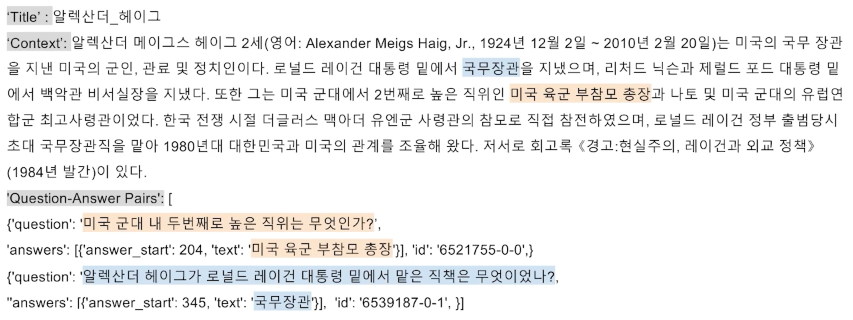 'Title' : 알렉산더_헤이그
'Context': 알렉산더 메이그스 헤이그 2세(영어: Alexander Meigs Haig, Jr., 1924년 12월 2일 ~ 2010년 2월 20일)는 미국의 국무 장관
을 지낸 미국의 군인, 관료 및 정치인이다. 로널드 레이건 대통령 밑에서 국무장관을 지냈으며, 리처드 닉슨과 제럴드 포드 대통령 밑
에서 백악관 비서실장을 지냈다. 또한 그는 미국 군대에서 2번째로 높은 직위인 미국 육군 부참모 총장과 나토 및 미국 군대의 유럽연
합군 최고사령관이었다. 한국 전쟁 시절 더글러스 맥아더 유엔군 사령관의 참모로 직접 참전하였으며, 로널드 레이건 정부 출범당시
초대 국무장관직을 맡아 1980년대 대한민국과 미국의 관계를 조율해 왔다. 저서로 회고록 《경고:현실주의, 레이건과 외교 정책》
(1984년 발간)이 있다.
'Question-Answer Pairs': [
{'question': '미국 군대 내 두번째로 높은 직위는 무엇인가?',
'answers': [{'answer_start': 204, 'text': '미국 육군 부참모 총장'}], 'id': '6521755-0-0',}
{'question': '알렉산더 헤이그가 로널드 레이건 대통령 밑에서 맡은 직책은 무엇이었나?,
''answers': [{'answer_start': 345, 'text': '국무장관'}], 'id': '6539187-0-1', }]